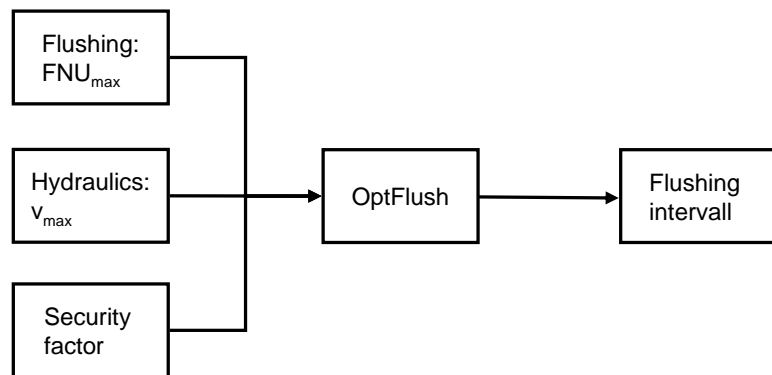 Flushing:
FNUmax
Hydraulics:
vmax
Security
factor
OptFlush
Flushing
intervall